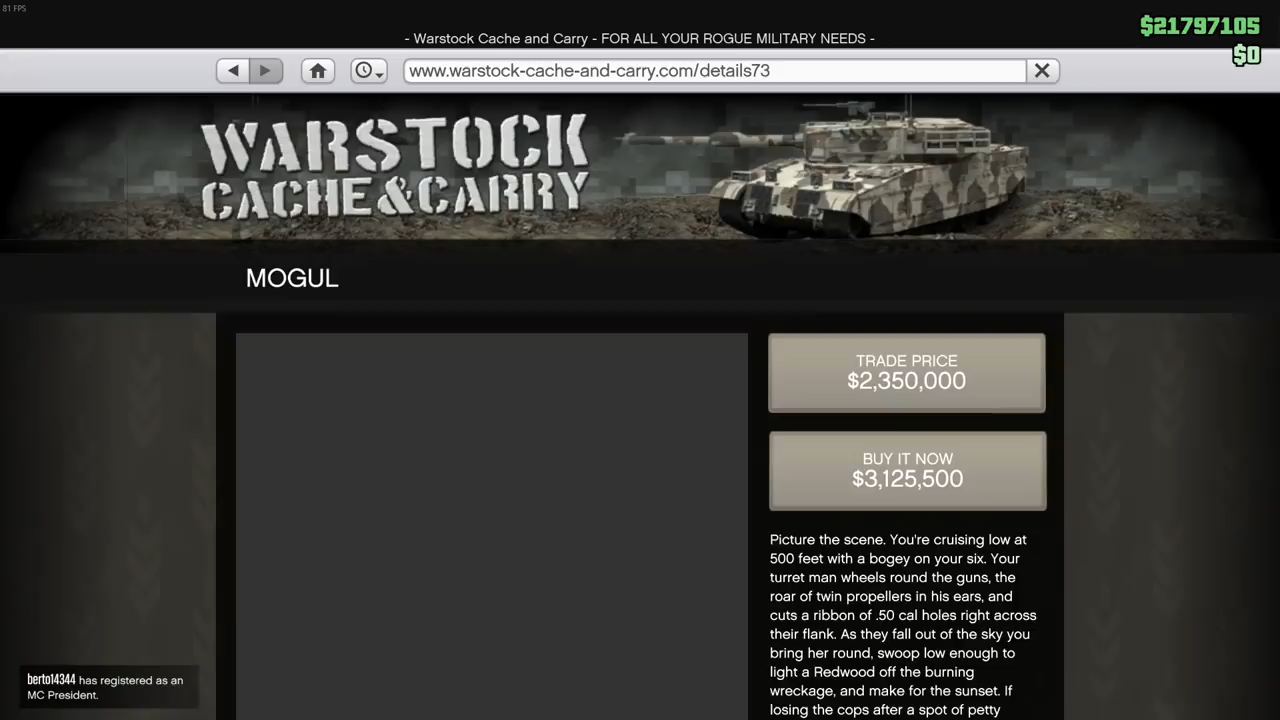 81 FPS
$21797105
- Warstock Cache and Carry - FOR ALL YOUR ROGUE MILITARY NEEDS -
$0
www.warstock-cache-and-carry.com/details73
WARSTOCK
CACHE&CARRY
MOGUL
TRADE PRICE
$2,350,000
BUY IT NOW
$3,125,500
Picture the scene. You're cruising low at
500 feet with a bogey on your six. Your
turret man wheels round the guns, the
roar of twin propellers in his ears, and
cuts a ribbon of .50 cal holes right across
their flank. As they fall out of the sky you
bring her round, swoop low enough to
light a Redwood off the burning
wreckage, and make for the sunset. If
losing the cops after a spot of petty
berto14344 has registered as an
MC President.